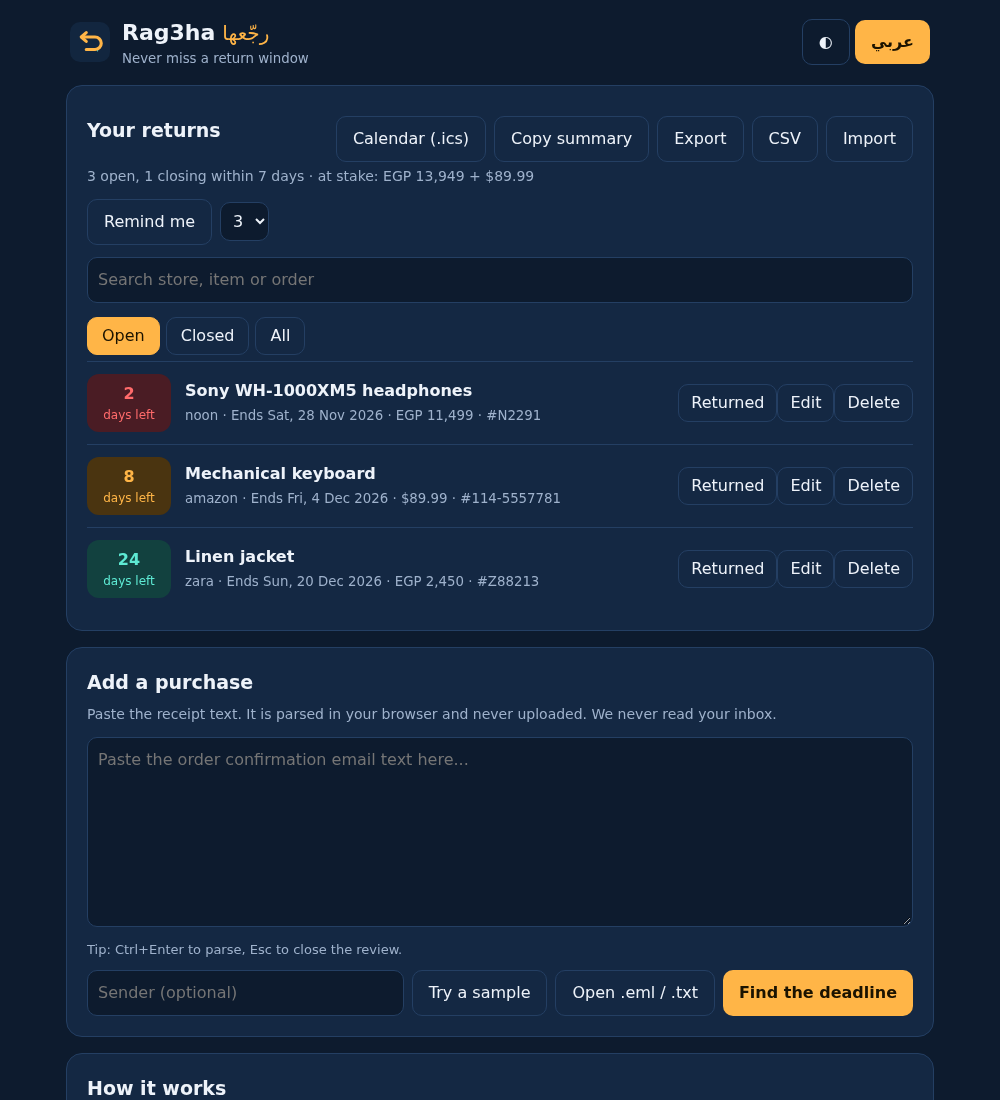 Rag3ha رجّعها
Never miss a return window
◐
عربي
Your returns
Calendar (.ics)
Copy summary
Export
CSV
Import
3 open, 1 closing within 7 days · at stake: EGP 13,949 + $89.99
Remind me
3
Search store, item or order
Open
Closed
All
2
days left
Sony WH-1000XM5 headphones
noon · Ends Sat, 28 Nov 2026 · EGP 11,499 · #N2291
Returned
Edit
Delete
8
days left
Mechanical keyboard
amazon · Ends Fri, 4 Dec 2026 · $89.99 · #114-5557781
Returned
Edit
Delete
24
days left
Linen jacket
zara · Ends Sun, 20 Dec 2026 · EGP 2,450 · #Z88213
Returned
Edit
Delete
Add a purchase
Paste the receipt text. It is parsed in your browser and never uploaded. We never read your inbox.
Paste the order confirmation email text here...
Tip: Ctrl+Enter to parse, Esc to close the review.
Sender (optional)
Try a sample
Open .eml / .txt
Find the deadline
How it works